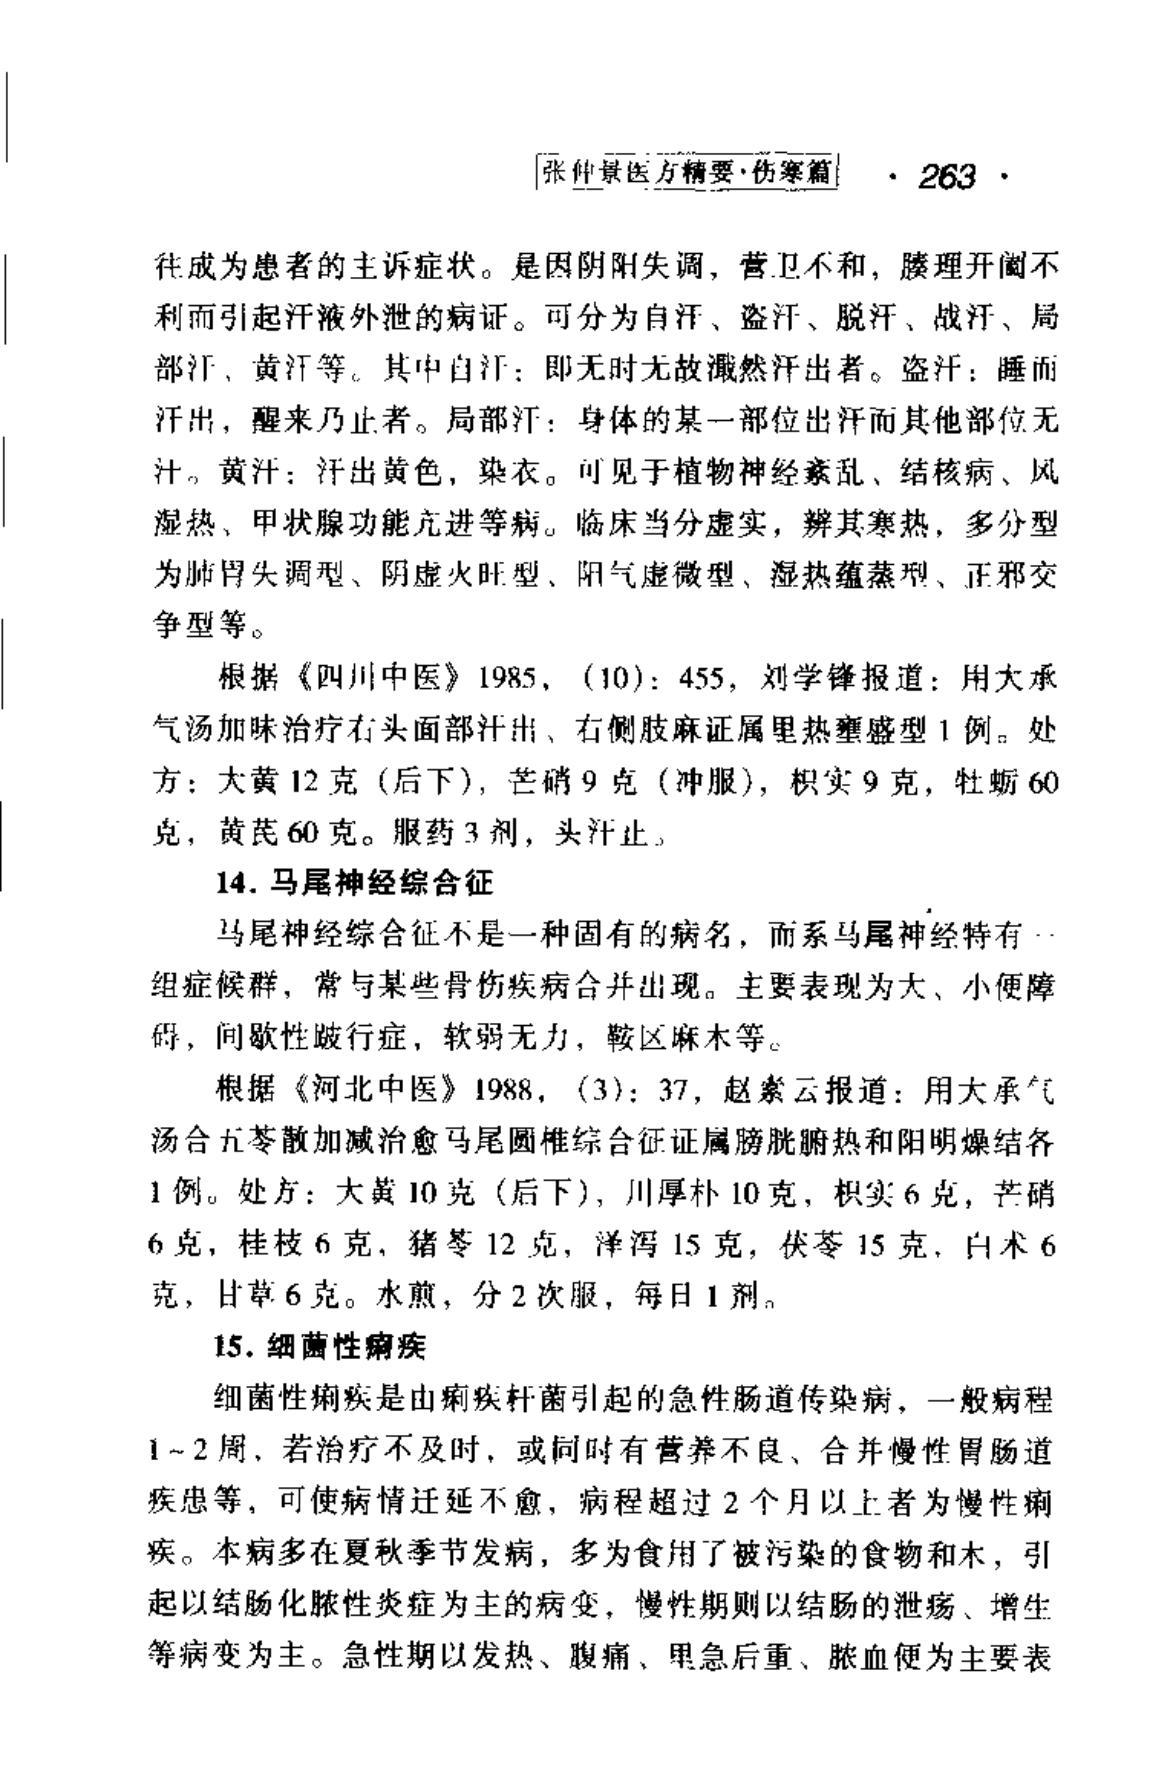 张仲景医方精要·伤寒篇 · 263 ·
往成为患者的主诉症状。是因阴阳失调，营卫不和，腠理开阖不
利而引起汗液外泄的病证。可分为自汗、盗汗、脱汗、战汗、局
部汗、黄汗等。其中自汗：即无时无故濈然汗出者。盗汗：睡而
汗出，醒来乃止者。局部汗：身体的某一部位出汗而其他部位无
汁。黄汗：汗出黄色，染衣。可见于植物神经紊乱、结核病、风
湿热、甲状腺功能亢进等病。临床当分虚实，辨其寒热，多分型
为肺胃失调型、阴虚火旺型、阳气虚微型、湿热蕴蒸型、正邪交
争型等。
根据《四川中医》1985，（10）：455，刘学锋报道：用大承
气汤加味治疗右头面部汗出、右侧肢麻证属里热壅盛型 1 例。处
方：大黄 12 克（后下），芒硝 9 克（冲服），枳实 9 克，牡蛎 60
克，黄芪 60 克。服药 3 剂，头汗止。
14. 马尾神经综合征
马尾神经综合征不是一种固有的病名，而系马尾神经特有一
组症候群，常与某些骨伤疾病合并出现。主要表现为大、小便障
碍，间歇性跛行症，软弱无力，鞍区麻木等。
根据《河北中医》1988，（3）：37，赵素云报道：用大承气
汤合五苓散加减治愈马尾圆椎综合征证属膀胱腑热和阳明燥结各
1 例。处方：大黄 10 克（后下），川厚朴 10 克，枳实 6 克，芒硝
6 克，桂枝 6 克，猪苓 12 克，泽泻 15 克，茯苓 15 克，白术 6
克，甘草 6 克。水煎，分 2 次服，每日 1 剂。
15. 细菌性痢疾
细菌性痢疾是由痢疾杆菌引起的急性肠道传染病，一般病程
1~2 周，若治疗不及时，或同时有营养不良、合并慢性胃肠道
疾患等，可使病情迁延不愈，病程超过 2 个月以上者为慢性痢
疾。本病多在夏秋季节发病，多为食用了被污染的食物和木，引
起以结肠化脓性炎症为主的病变，慢性期则以结肠的泄疡、增生
等病变为主。急性期以发热、腹痛、里急后重、脓血便为主要表